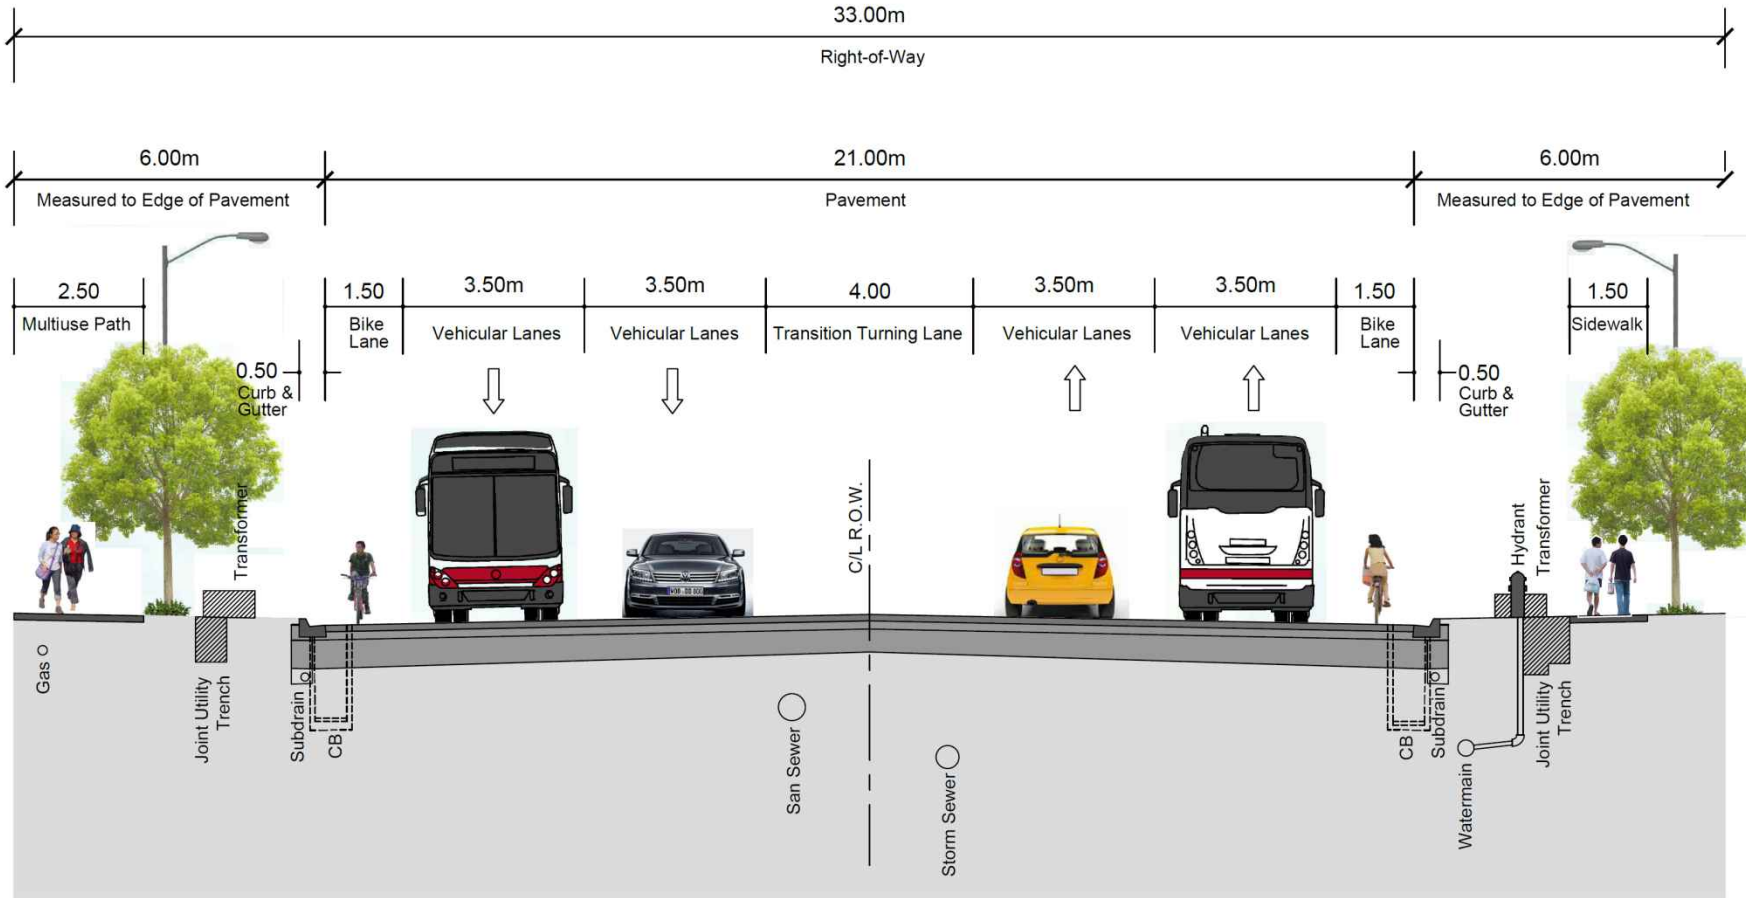 33.00m
Right-of-Way
6.00m
21.00m
6.00m
Measured to Edge of Pavement
Pavement
Measured to Edge of Pavement
2.50
1.50
3.50m
3.50m
4.00
3.50m
3.50m
1.50
1.50
Multiuse Path
Bike
Lane
Vehicular Lanes
Vehicular Lanes
Transition Turning Lane
Vehicular Lanes
Vehicular Lanes
Bike
Lane
Sidewalk
0.50
Curb &
Gutter
0.50
Curb &
Gutter
Transformer
C/L R.O.W.
Hydrant
Transformer
Gas
Joint Utility
Trench
Subdrain
CB
San Sewer
Storm Sewer
CB
Subdrain
Watermain
Joint Utility
Trench